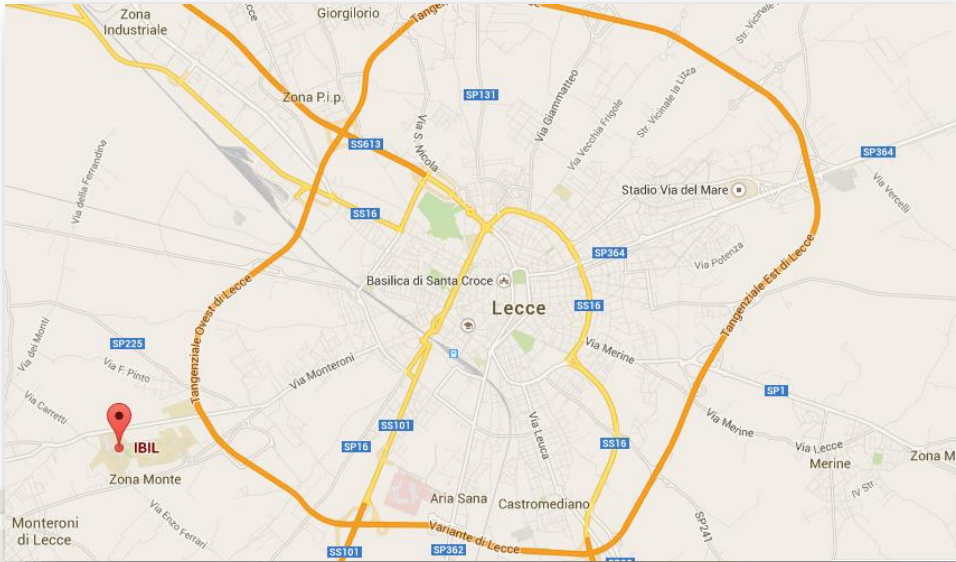 Zona
Industriale
Giorgilorio
Zona P.i.p.
SP131
Via Giammatteo
Via Vecchia Frigole
Str. Vicinale la Lizza
Str. Vicinale
SS613
Via S. Nicola
SP364
Via della Ferrandina
Stadio Via del Mare
Via Vercelli
SS16
SP364
Via Potenza
Basilica di Santa Croce
Lecce
SS16
Tangenziale Ovest di Lecce
Tangenziale Est di Lecce
Via dei Monti
SP225
Via F. Pinto
Via Monteroni
Via Merine
SP1
Via Carretti
IBIL
SP16
SS101
Via Leuca
SS16
Via Merine
Via Lecce
Merine
Zona M
IV Str.
Zona Monte
Aria Sana
Castromediano
Via Enzo Ferrari
Monteroni
di Lecce
SS101
Variante di Lecce
SP362
SP241